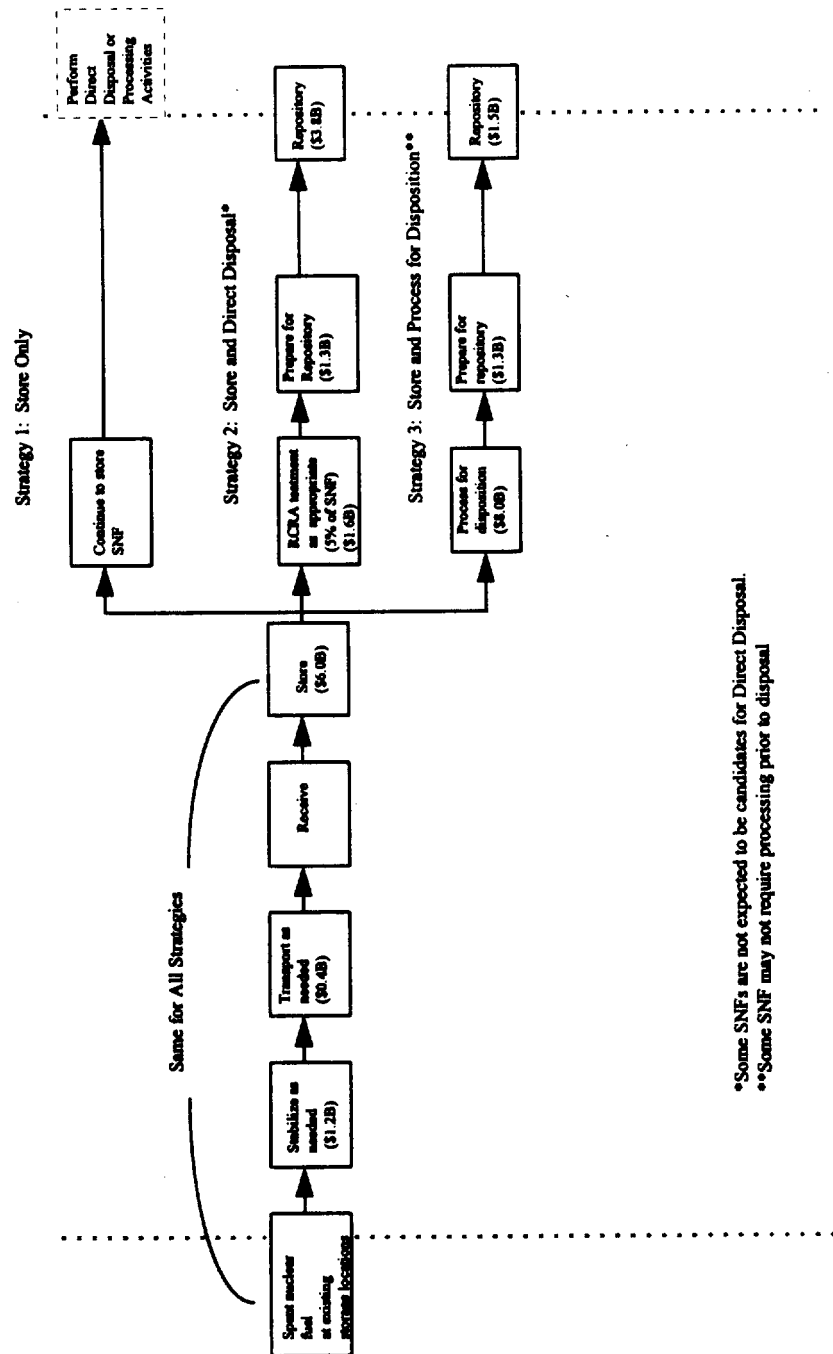 Same for All Strategies
Spent nuclear
fuel
at existing
storage locations
Stabilize as
needed
($1.2B)
Transport as
needed
($0.4B)
Receive
Store
($6.0B)
Strategy 1: Store Only
Continue to store
SNF
Perform
Direct
Disposal or
Processing
Activities
Strategy 2: Store and Direct Disposal*
RCRA teatment
as appropriate
(5% of SNF)
($1.6B)
Prepare for
Repository
($1.3B)
Repository
($3.8B)
Strategy 3: Store and Process for Disposition**
Process for
disposition
($8.0B)
Prepare for
repository
($1.3B)
Repository
($1.5B)
*Some SNFs are not expected to be candidates for Direct Disposal.
**Some SNF may not require processing prior to disposal